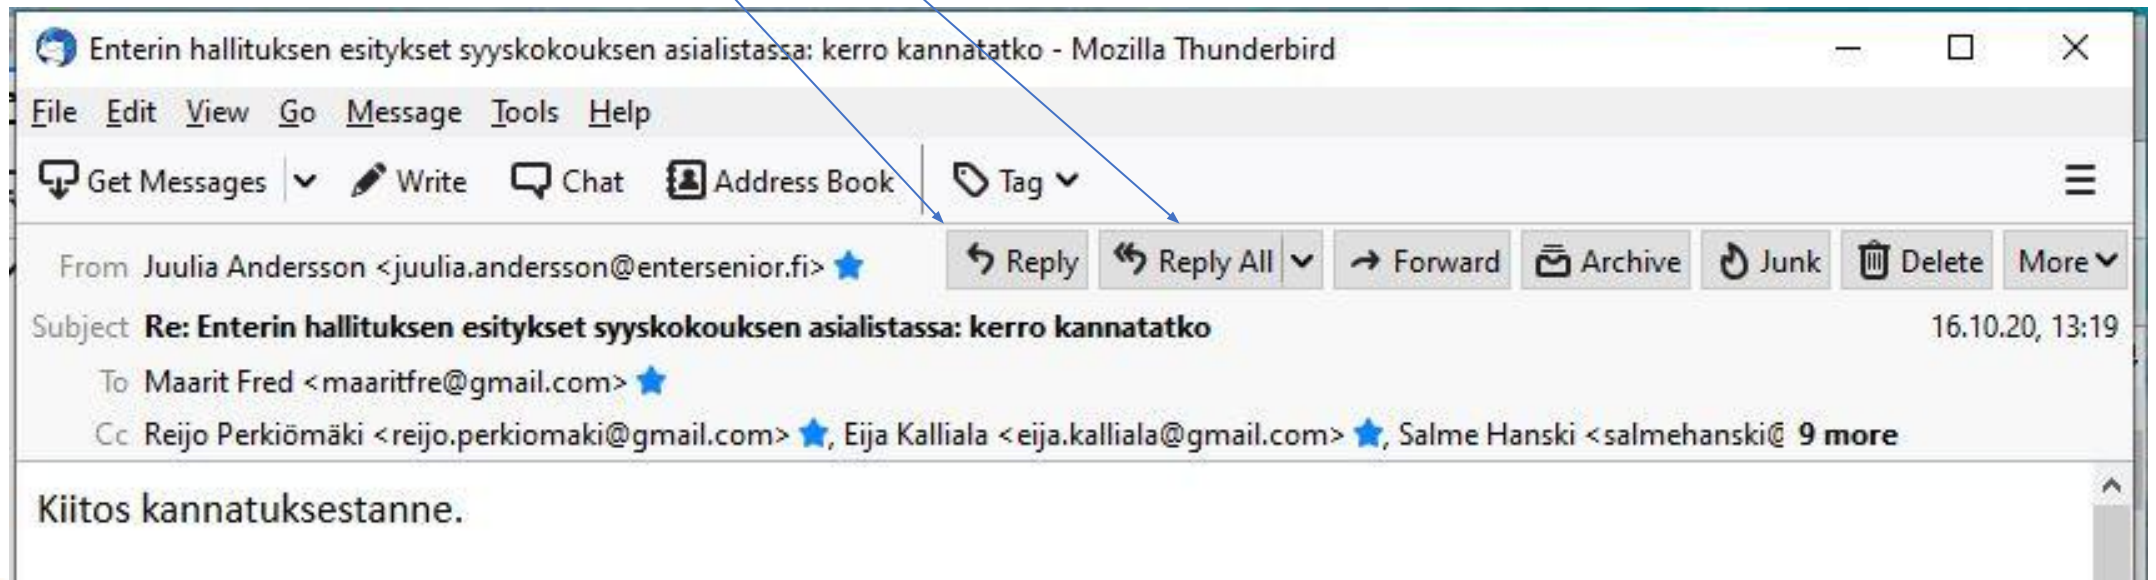 Enterin hallituksen esitykset syyskokouksen asialistassa: kerro kannatatko - Mozilla Thunderbird
File Edit View Go Message Tools Help
Get Messages Write Chat Address Book Tag
From Juulia Andersson <juulia.andersson@entersenior.fi> Reply Reply All Forward Archive Junk Delete More
Subject Re: Enterin hallituksen esitykset syyskokouksen asialistassa: kerro kannatatko 16.10.20, 13:19
To Maarit Fred <maaritfre@gmail.com>
Cc Reijo Perkiömäki <reijo.perkiomaki@gmail.com> , Eija Kalliala <eija.kalliala@gmail.com> , Salme Hanski <salmehanski@ 9 more
Kiitos kannatuksestanne.